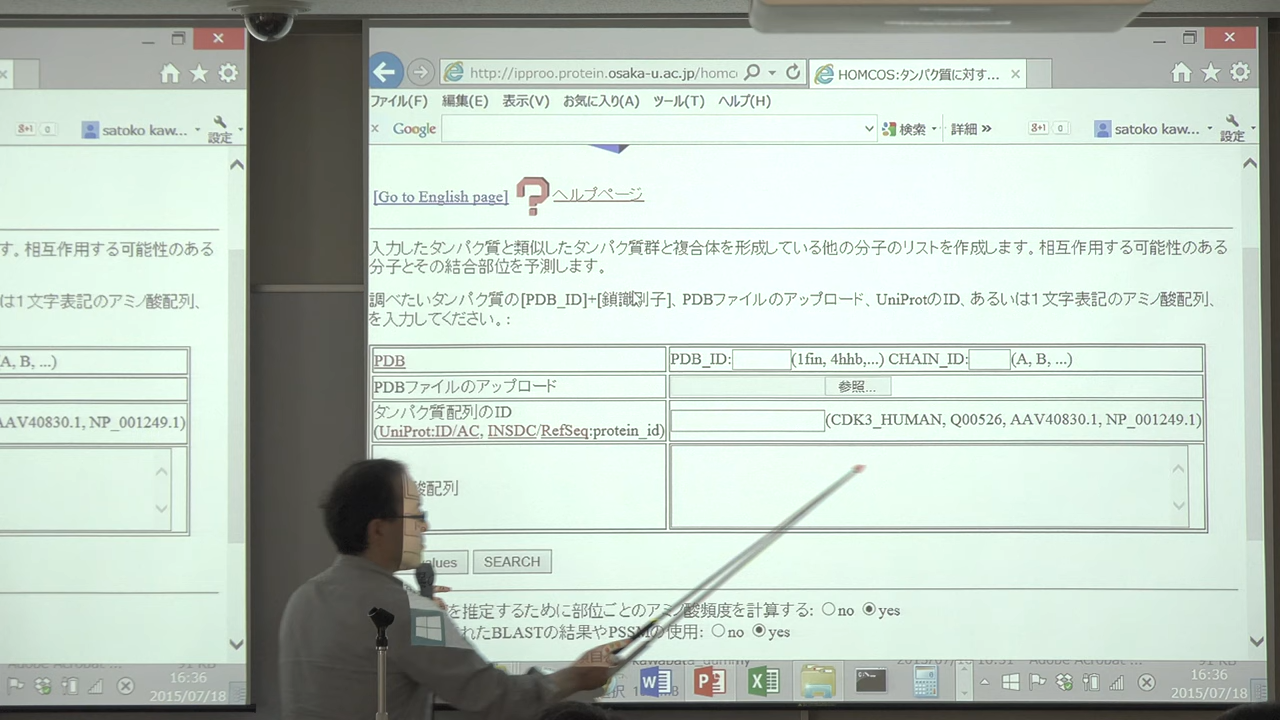 http://ipproo.protein.osaka-u.ac.jp/homc
HOMCOS:タンパク質に対す...
ファイル(F) 編集(E) 表示(V) お気に入り(A) ツール(T) ヘルプ(H)
Google 検索 詳細 g+1 0 satoko kaw... 設定
g+1 0 satoko kaw... 設定
[Go to English page] ヘルプページ
入力したタンパク質と類似したタンパク質群と複合体を形成している他の分子のリストを作成します。相互作用する可能性のある
分子とその結合部位を予測します。
す。相互作用する可能性のある
調べたいタンパク質の[PDB_ID]+[鎖識別子]、PDBファイルのアップロード、UniProtのID、あるいは1文字表記のアミノ酸配列、
を入力してください。:
は1文字表記のアミノ酸配列、
PDB PDB_ID: (1fin, 4hhb,...) CHAIN_ID: (A, B, ...)
A, B, ...)
PDBファイルのアップロード 参照...
タンパク質配列のID
(UniProt:ID/AC, INSDC/RefSeq:protein_id) (CDK3_HUMAN, Q00526, AAV40830.1, NP_001249.1)
AAV40830.1, NP_001249.1)
酸配列
alues SEARCH
を推定するために部位ごとのアミノ酸頻度を計算する: no yes
れたBLASTの結果やPSSMの使用: no yes
16:36
2015/07/18
16:36
2015/07/18